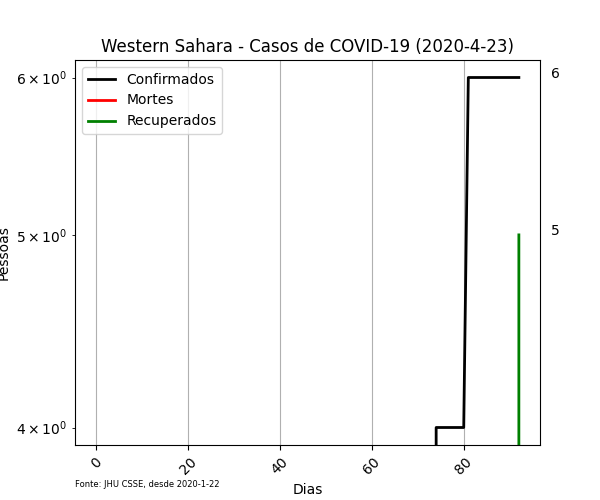 Western Sahara - Casos de COVID-19 (2020-4-23)
Confirmados
Mortes
Recuperados
6 × 10⁰
5 × 10⁰
4 × 10⁰
Pessoas
6
5
0
20
40
60
80
Dias
Fonte: JHU CSSE, desde 2020-1-22